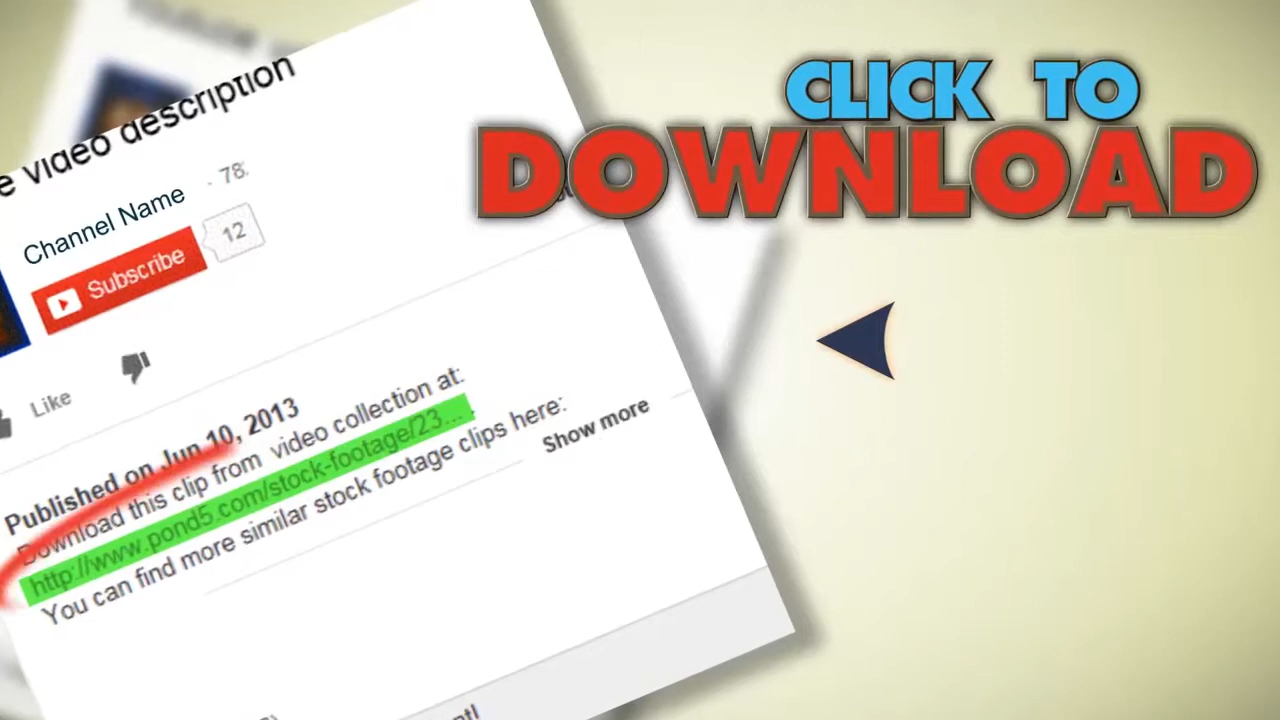 CLICK TO
DOWNLOAD
e video description
Channel Name
78
Subscribe
12
Like
Published on Jun 10, 2013
Download this clip from video collection at:
http://www.pond5.com/stock-footage/23...
You can find more similar stock footage clips here:
Show more